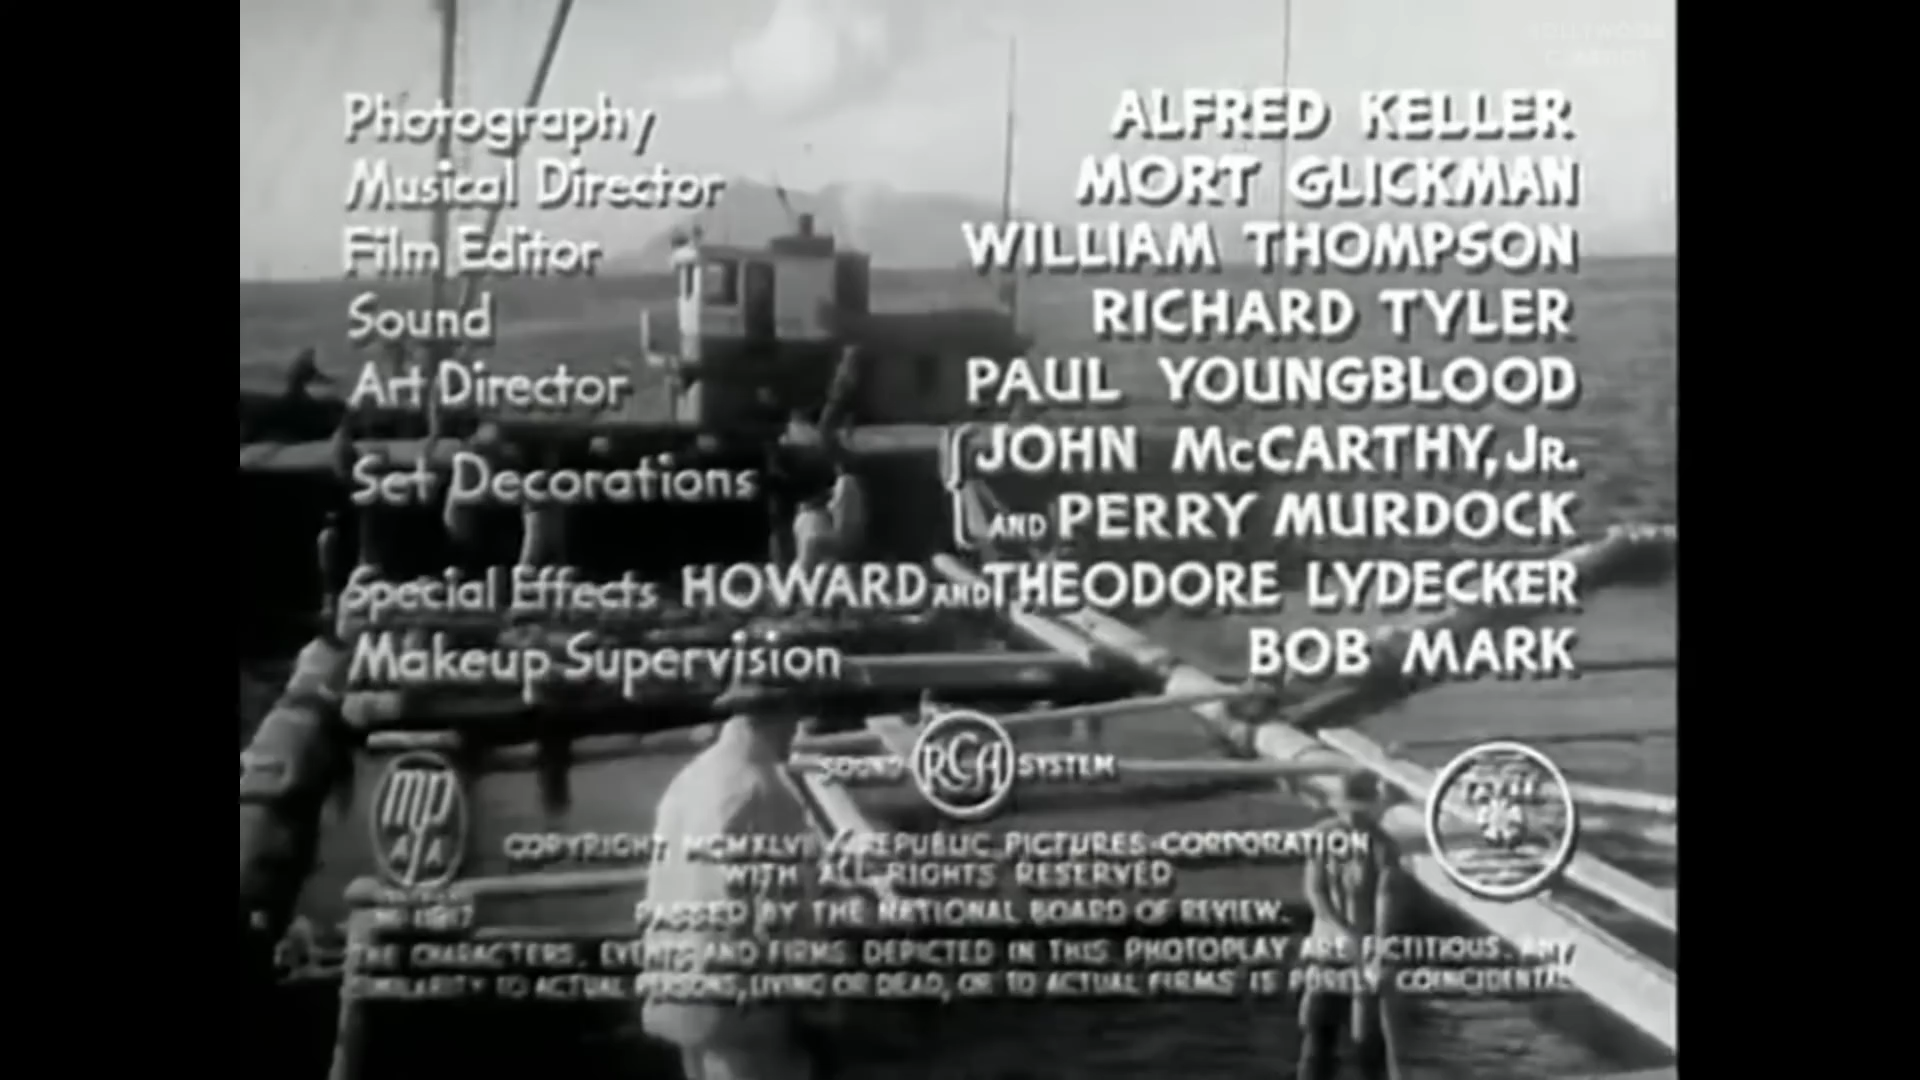 Photography ALFRED KELLER
Musical Director MORT GLICKMAN
Film Editor WILLIAM THOMPSON
Sound RICHARD TYLER
Art Director PAUL YOUNGBLOOD
Set Decorations JOHN McCARTHY, Jr.
AND PERRY MURDOCK
Special Effects HOWARD AND THEODORE LYDECKER
Makeup Supervision BOB MARK
SOUND RCA SYSTEM
COPYRIGHT MCMXLVI REPUBLIC PICTURES CORPORATION
WITH ALL RIGHTS RESERVED
PASSED BY THE NATIONAL BOARD OF REVIEW.
THE CHARACTERS, EVENTS AND FIRMS DEPICTED IN THIS PHOTOPLAY ARE FICTITIOUS. ANY
SIMILARITY TO ACTUAL PERSONS, LIVING OR DEAD, OR TO ACTUAL FIRMS IS PURELY COINCIDENTAL